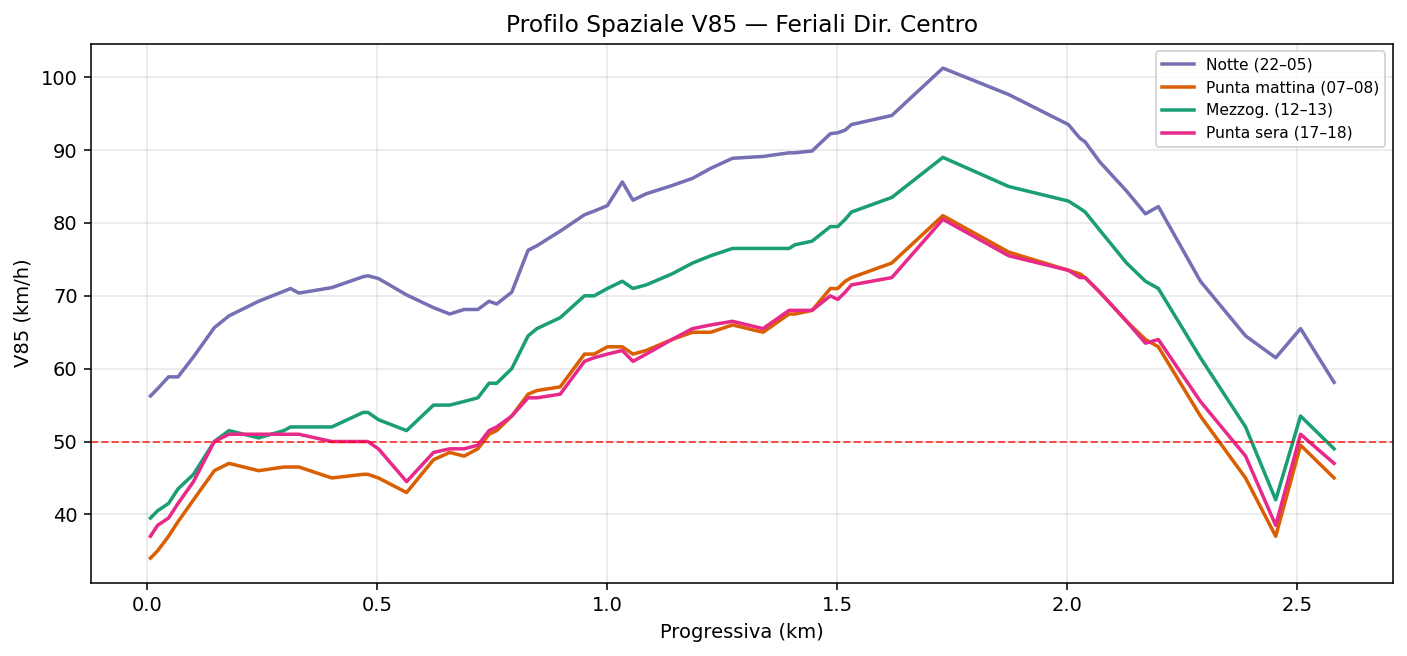 Profilo Spaziale V85 — Feriali Dir. Centro
Notte (22–05)
Punta mattina (07–08)
Mezzog. (12–13)
Punta sera (17–18)
V85 (km/h)
100
90
80
70
60
50
40
0.0 0.5 1.0 1.5 2.0 2.5
Progressiva (km)